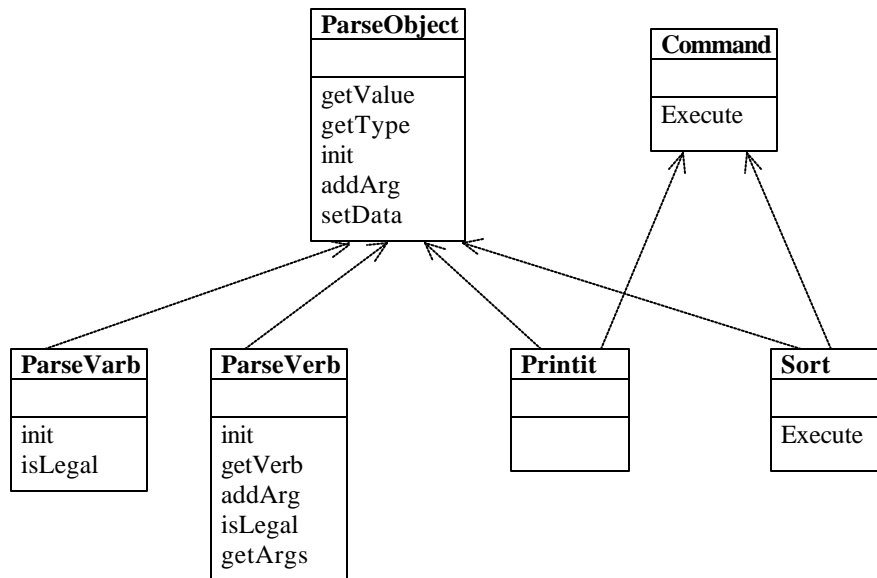 ParseObject
getValue
getType
init
addArg
setData
Command
Execute
ParseVarb
init
isLegal
ParseVerb
init
getVerb
addArg
isLegal
getArgs
Printit
Sort
Execute